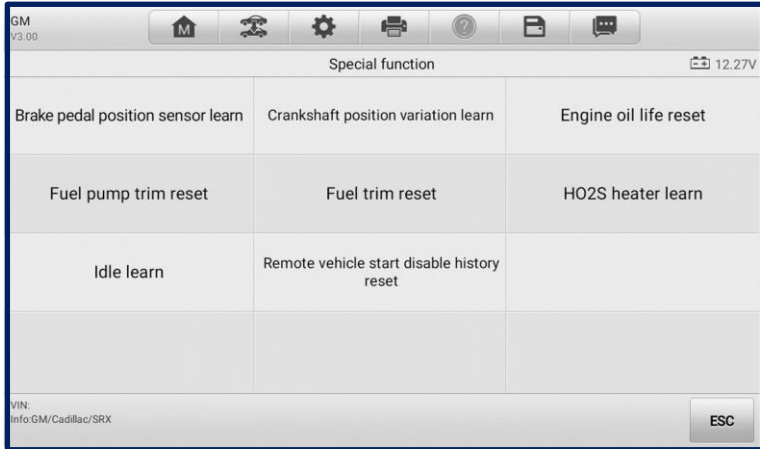 GM
V3.00
M
?
Special function
12.27V
Brake pedal position sensor learn
Crankshaft position variation learn
Engine oil life reset
Fuel pump trim reset
Fuel trim reset
HO2S heater learn
Idle learn
Remote vehicle start disable history
reset
VIN:
Info:GM/Cadillac/SRX
ESC